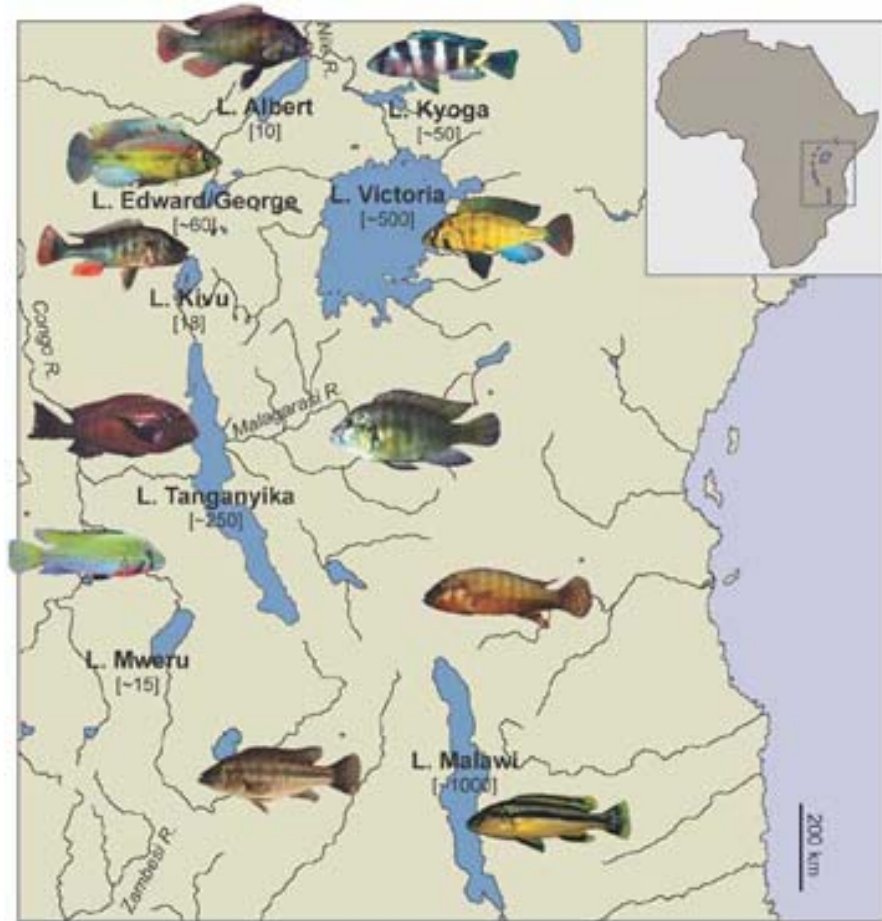 Nile R.
L. Albert
[10]
L. Kyoga
[~50]
L. Edward/George
[~60]
L. Victoria
[~500]
L. Kivu
[18]
Congo R.
Malagarasi R.
L. Tanganyika
[~250]
L. Mweru
[~15]
L. Malawi
[~1000]
Zambesi R.
200 km